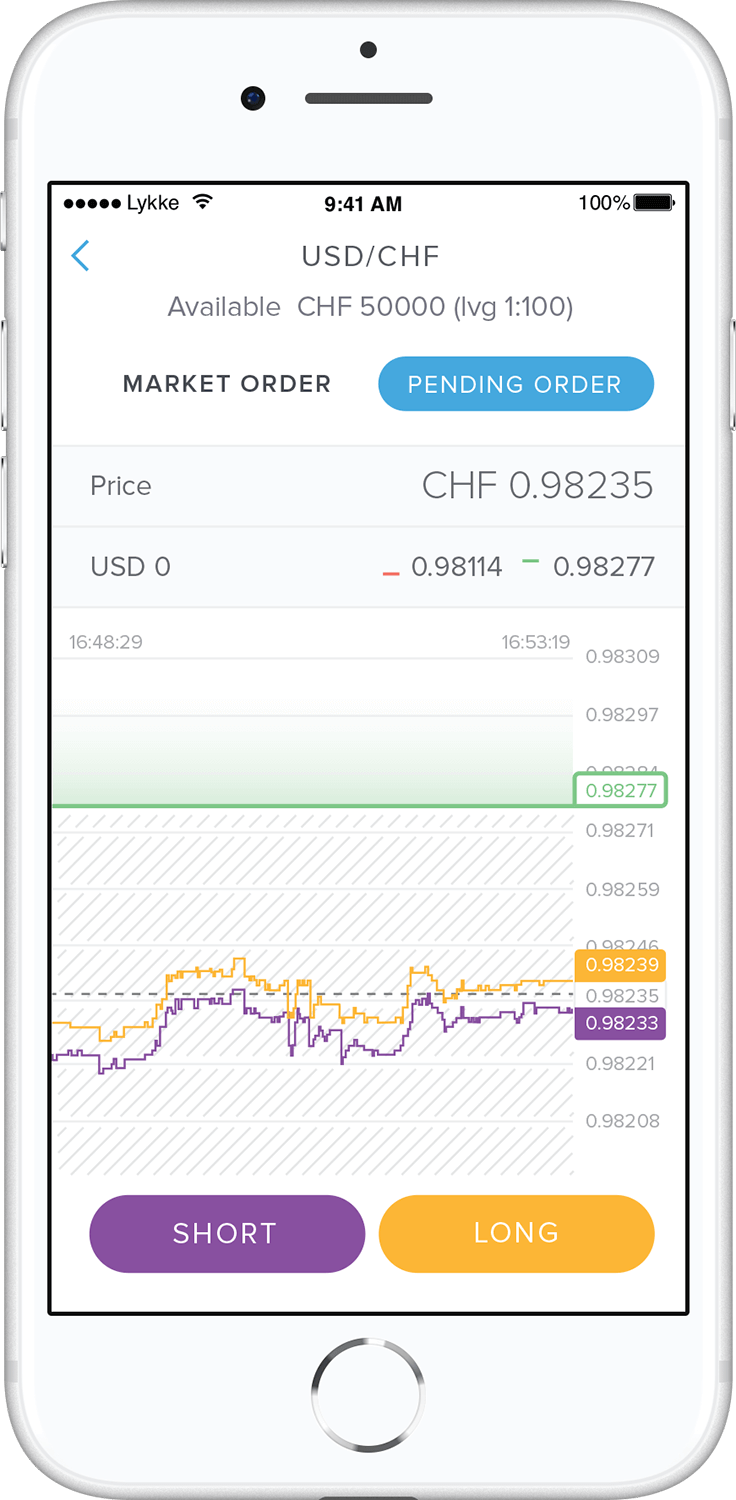 Lykke 9:41 AM 100%
USD/CHF
Available CHF 50000 (lvg 1:100)
MARKET ORDER PENDING ORDER
Price CHF 0.98235
USD 0 0.98114 0.98277
16:48:29 16:53:19
0.98309
0.98297
0.98284
0.98277
0.98271
0.98259
0.98246
0.98239
0.98235
0.98233
0.98221
0.98208
SHORT LONG